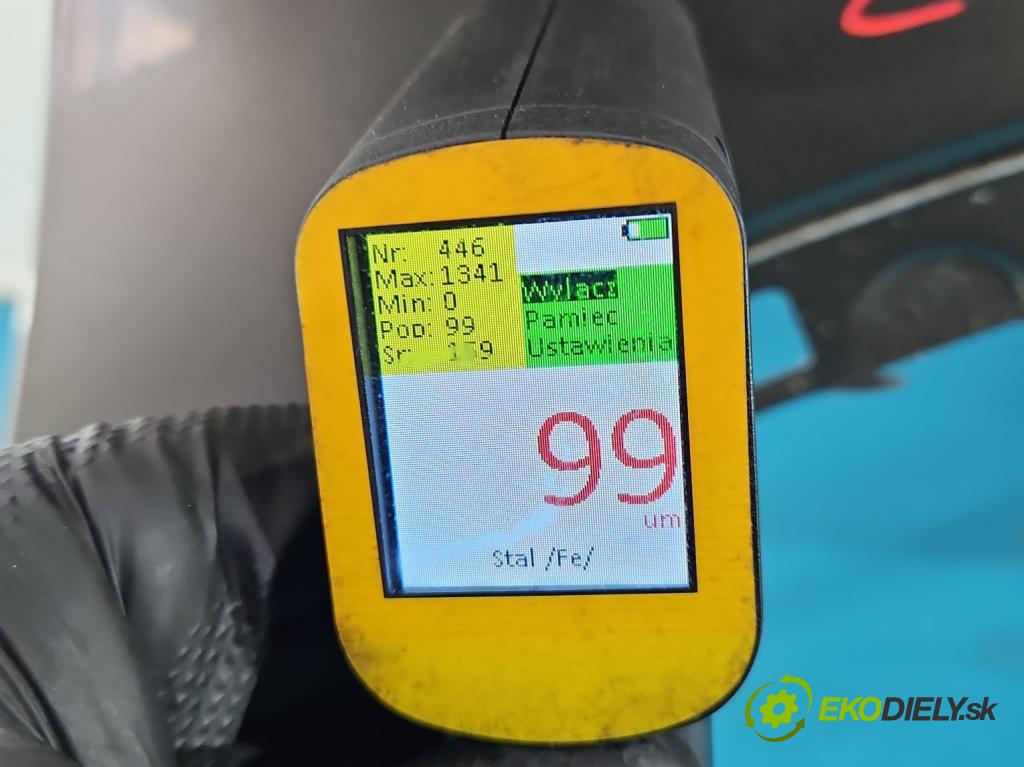 Nr: 446
Max: 1341
Min: 0
Pop: 99
Wylacz
Pamiec
Ustawienia
99
um
Stal /Fe/
EKODIELY.sk